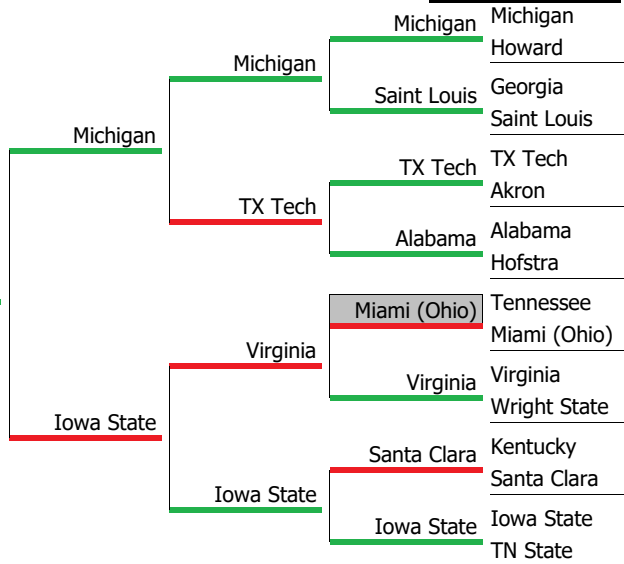 Michigan
Howard
Georgia
Saint Louis
TX Tech
Akron
Alabama
Hofstra
Tennessee
Miami (Ohio)
Virginia
Wright State
Kentucky
Santa Clara
Iowa State
TN State
Michigan
Saint Louis
TX Tech
Alabama
Miami (Ohio)
Virginia
Santa Clara
Iowa State
Michigan
TX Tech
Virginia
Iowa State
Michigan
Iowa State